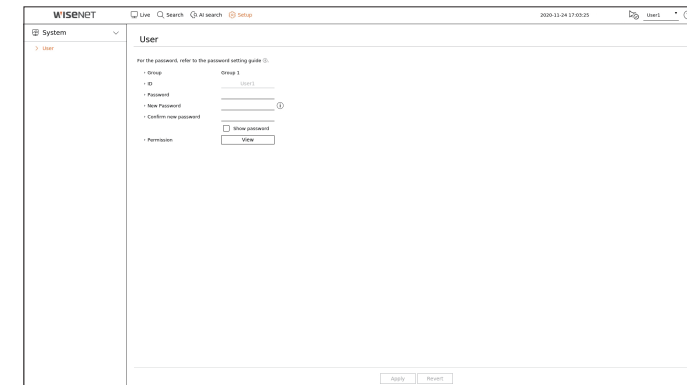 WISENET
Live Search AI search Setup 2020-11-24 17:03:25 User1
System
User
User
For the password, refer to the password setting guide
Group Group 1
ID User1
Password
New Password
Confirm new password
Show password
Permission View
Apply Revert